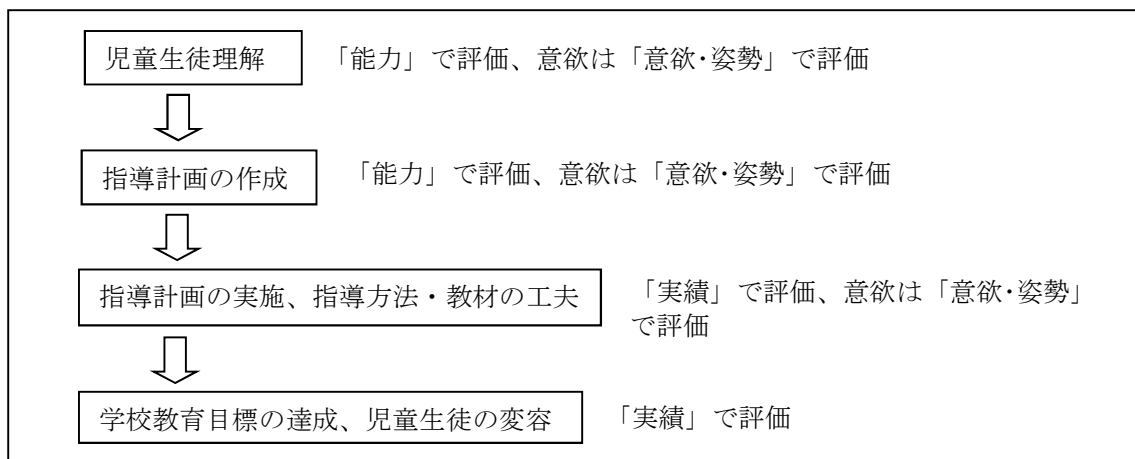 児童生徒理解 「能力」で評価、意欲は「意欲・姿勢」で評価
指導計画の作成 「能力」で評価、意欲は「意欲・姿勢」で評価
指導計画の実施、指導方法・教材の工夫 「実績」で評価、意欲は「意欲・姿勢」
で評価
学校教育目標の達成、児童生徒の変容 「実績」で評価